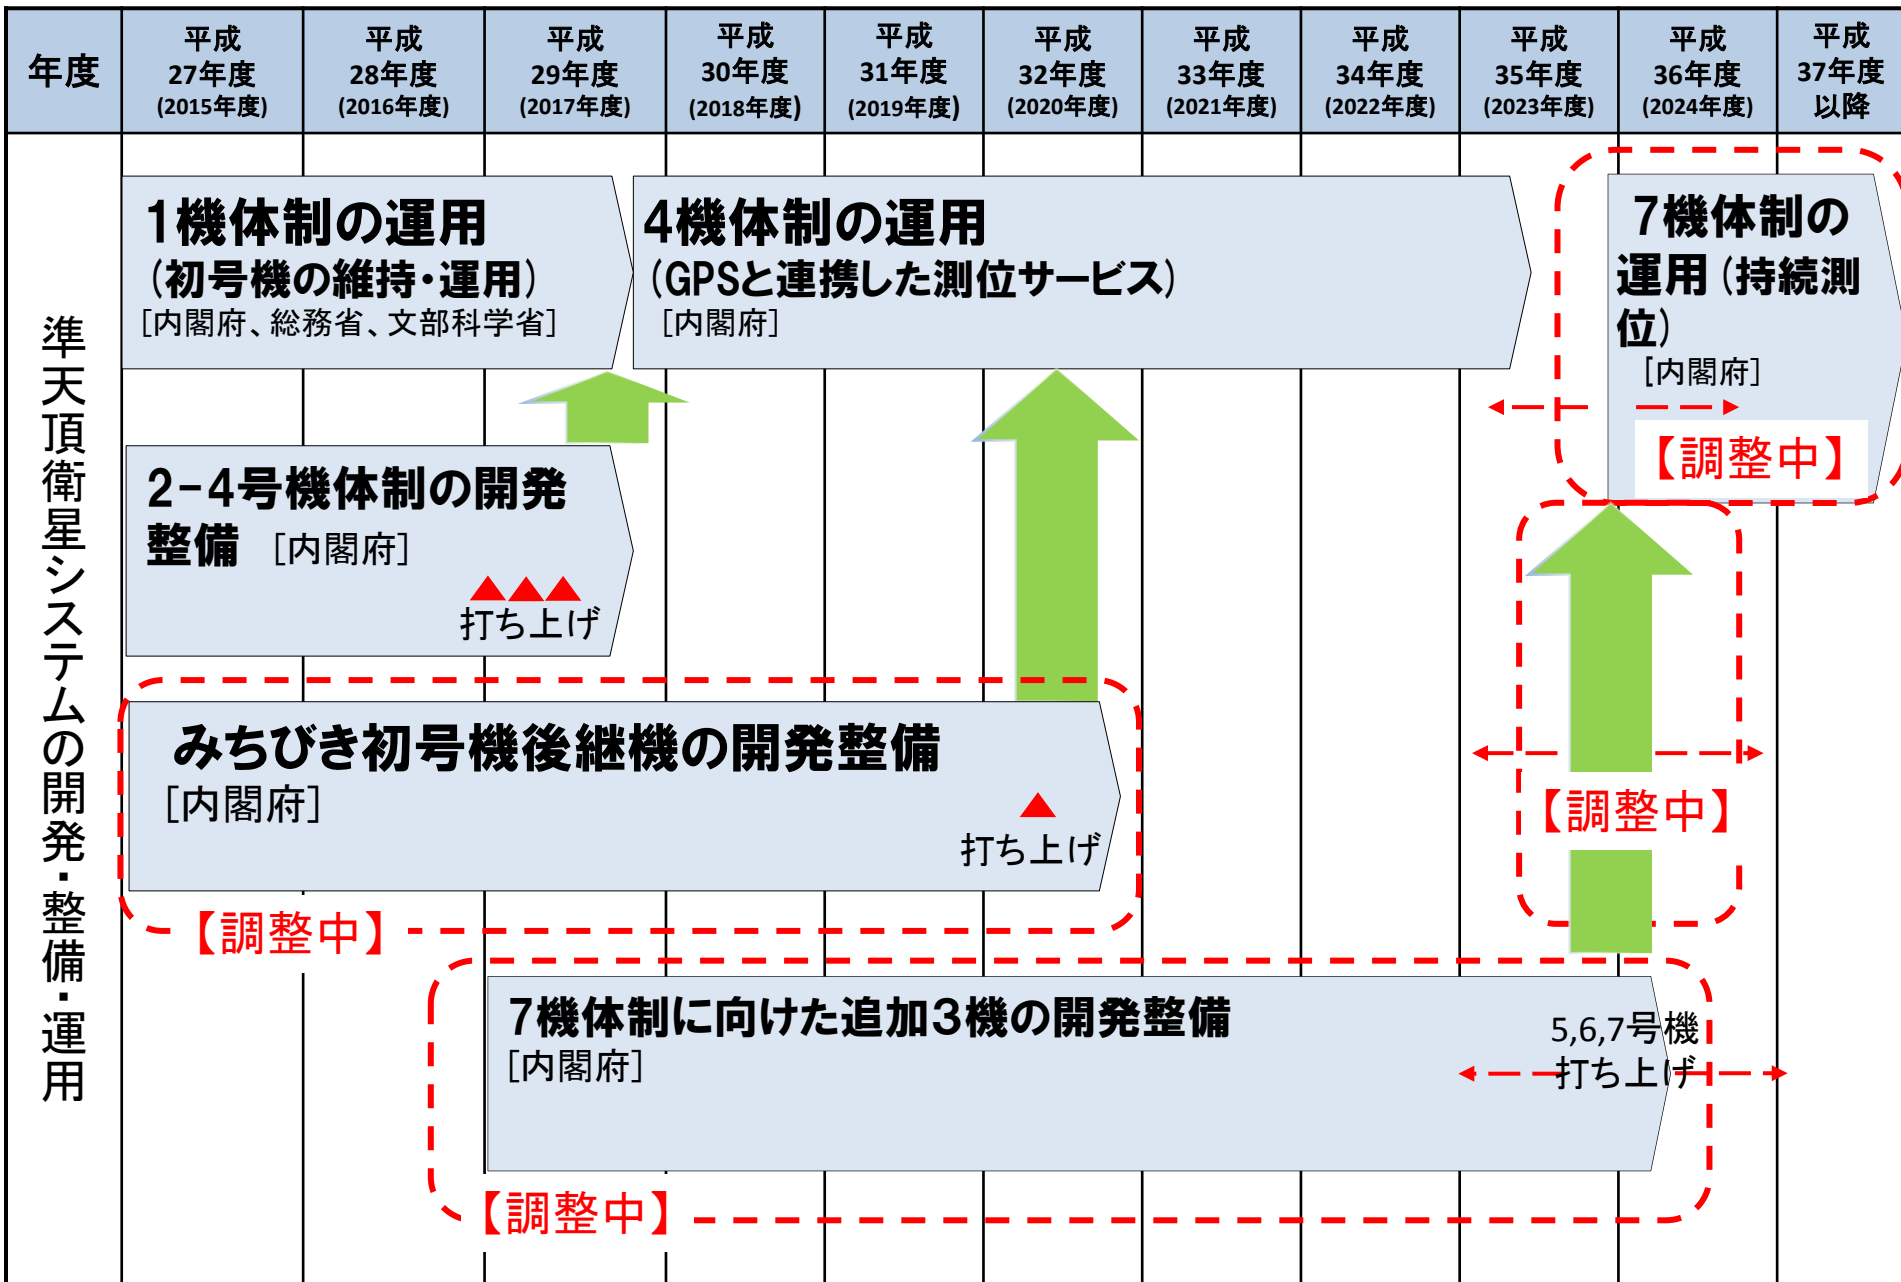 年度
平成
27年度
(2015年度)
平成
28年度
(2016年度)
平成
29年度
(2017年度)
平成
30年度
(2018年度)
平成
31年度
(2019年度)
平成
32年度
(2020年度)
平成
33年度
(2021年度)
平成
34年度
(2022年度)
平成
35年度
(2023年度)
平成
36年度
(2024年度)
平成
37年度
以降
準天頂衛星システムの開発・整備・運用
1機体制の運用
(初号機の維持・運用)
[内閣府、総務省、文部科学省]
4機体制の運用
(GPSと連携した測位サービス)
[内閣府]
7機体制の
運用(持続測
位)
[内閣府]
【調整中】
2-4号機体制の開発
整備 [内閣府]
打ち上げ
みちびき初号機後継機の開発整備
[内閣府]
打ち上げ
【調整中】
【調整中】
7機体制に向けた追加3機の開発整備
[内閣府]
5,6,7号機
打ち上げ
【調整中】